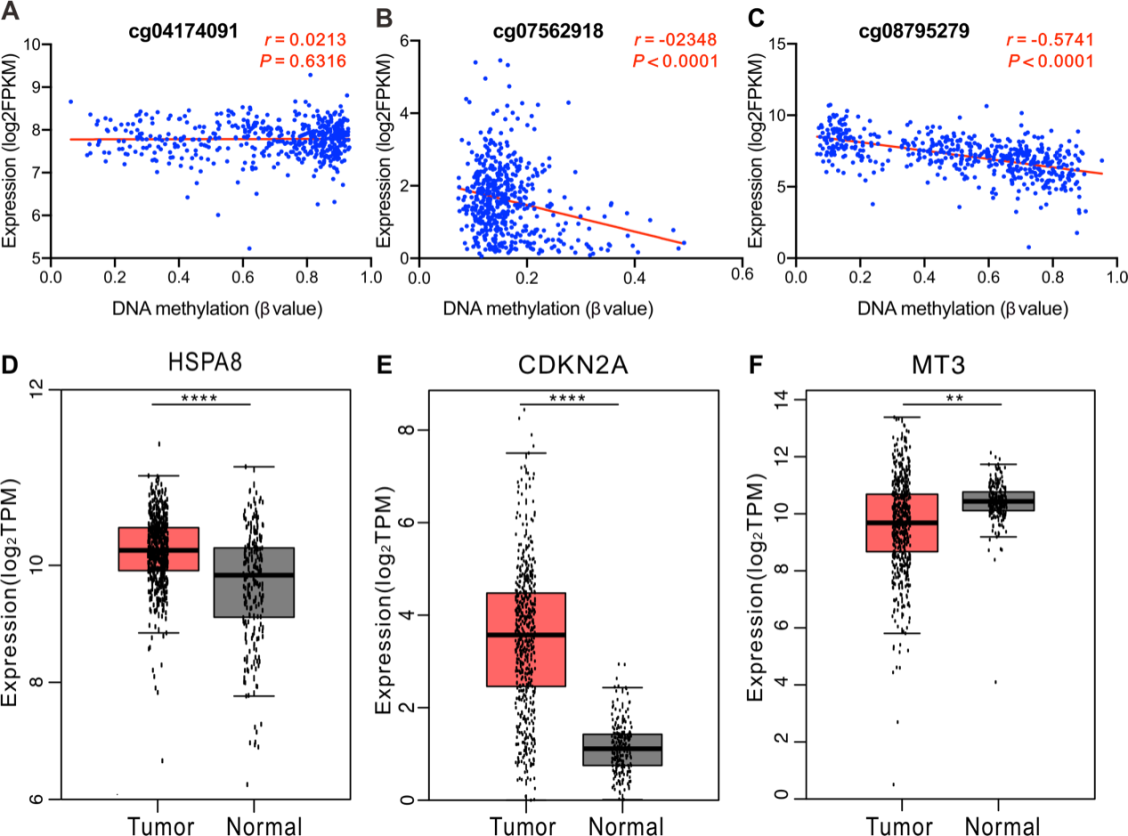 A
cg04174091
r = 0.0213
P = 0.6316
Expression (log2FPKM)
10
9
8
7
6
5
0.0 0.2 0.4 0.6 0.8 1.0
DNA methylation (β value)
B
cg07562918
r = -02348
P < 0.0001
Expression (log2FPKM)
6
4
2
0
0.0 0.2 0.4 0.6
DNA methylation (β value)
C
cg08795279
r = -0.5741
P < 0.0001
Expression (log2FPKM)
15
10
5
0
0.0 0.2 0.4 0.6 0.8 1.0
DNA methylation (β value)
D
HSPA8
****
Expression(log₂TPM)
12
10
8
6
Tumor Normal
E
CDKN2A
****
Expression(log₂TPM)
8
6
4
2
0
Tumor Normal
F
MT3
**
Expression(log₂TPM)
14
12
10
8
6
4
2
0
Tumor Normal